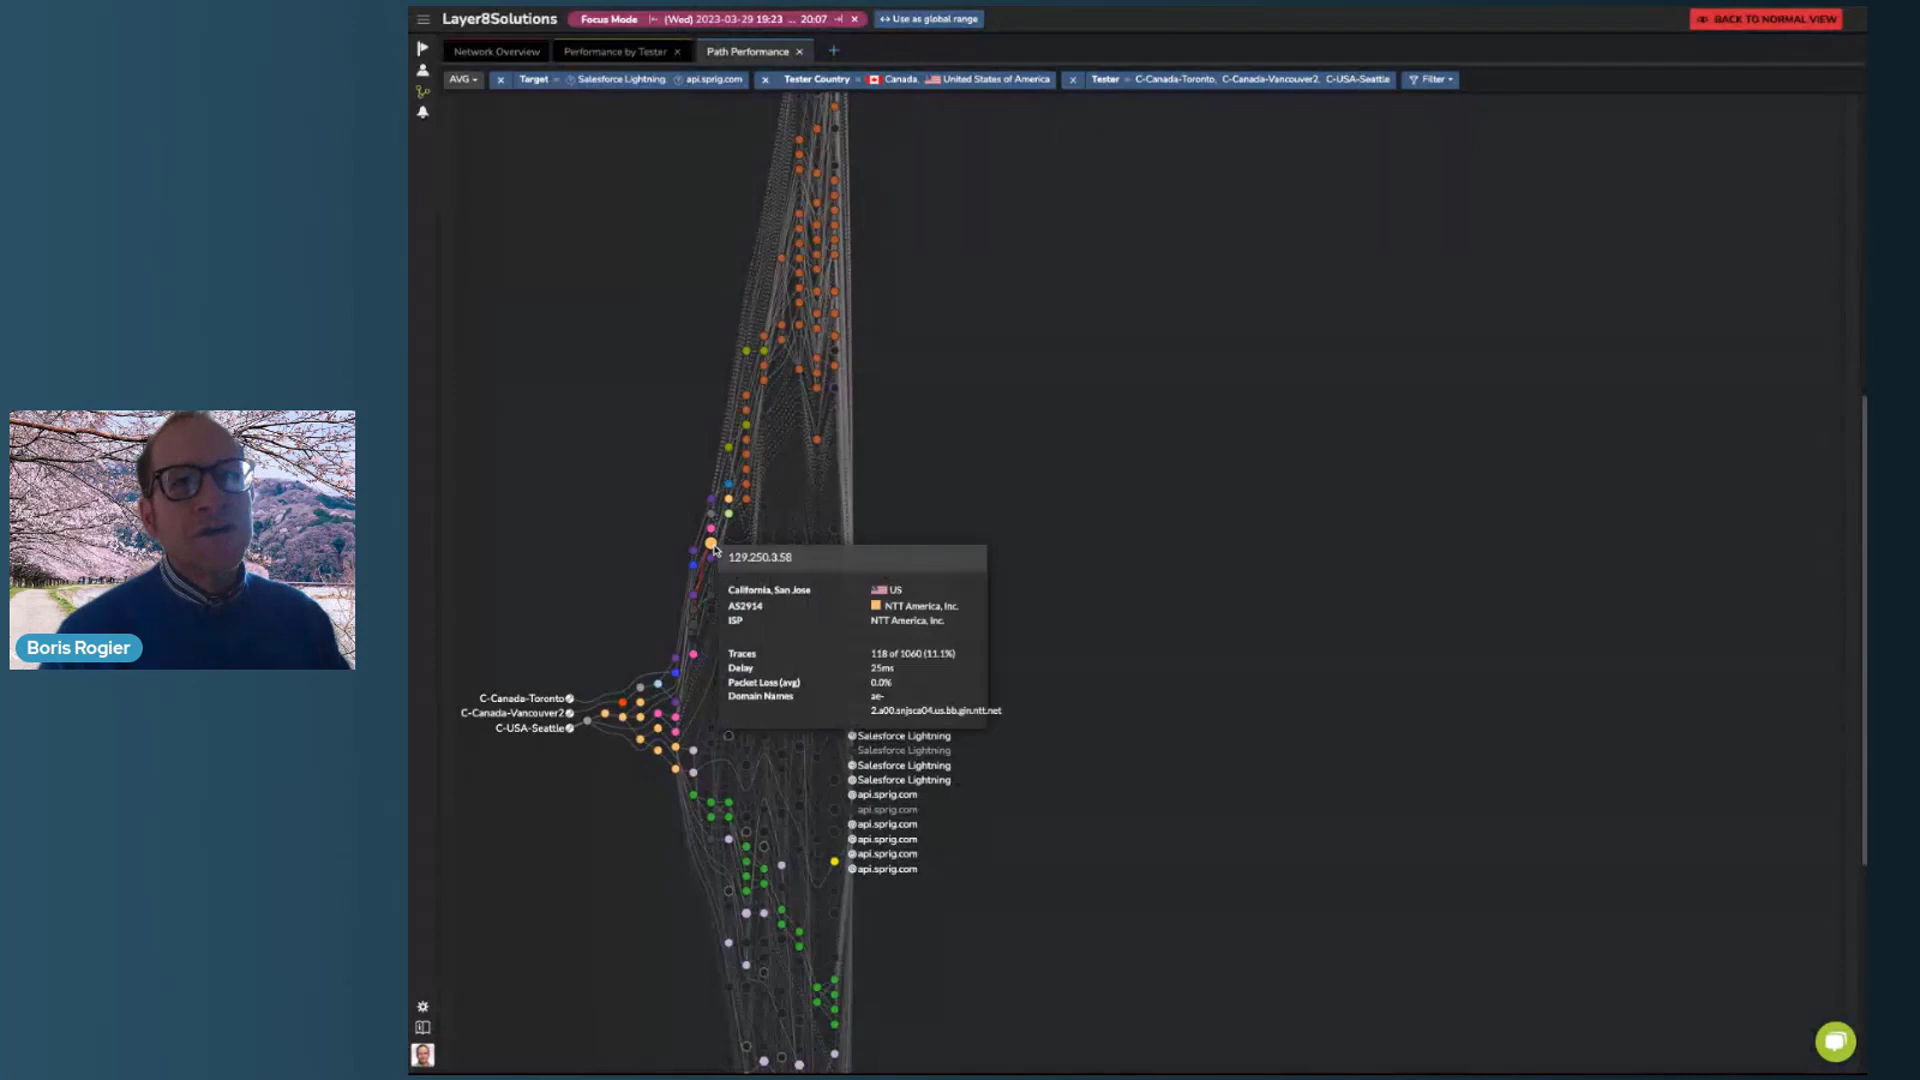 Layer8Solutions
Focus Mode (Wed) 2023-03-29 19:23 ... 20:07 × ↔ Use as global range
BACK TO NORMAL VIEW
Network Overview Performance by Tester × Path Performance × +
AVG × Target = Salesforce Lightning, api.sprig.com × Tester Country = Canada, United States of America × Tester = C-Canada-Toronto, C-Canada-Vancouver2, C-USA-Seattle Filter
129.250.3.58
California, San Jose US
AS2914 NTT America, Inc.
ISP NTT America, Inc.
Traces 118 of 1060 (11.1%)
Delay 25ms
Packet Loss (avg) 0.0%
Domain Names ae-
2.a00.snjsca04.us.bb.gin.ntt.net
C-Canada-Toronto
C-Canada-Vancouver2
C-USA-Seattle
Salesforce Lightning
Salesforce Lightning
Salesforce Lightning
Salesforce Lightning
api.sprig.com
api.sprig.com
api.sprig.com
api.sprig.com
api.sprig.com
api.sprig.com
Boris Rogier